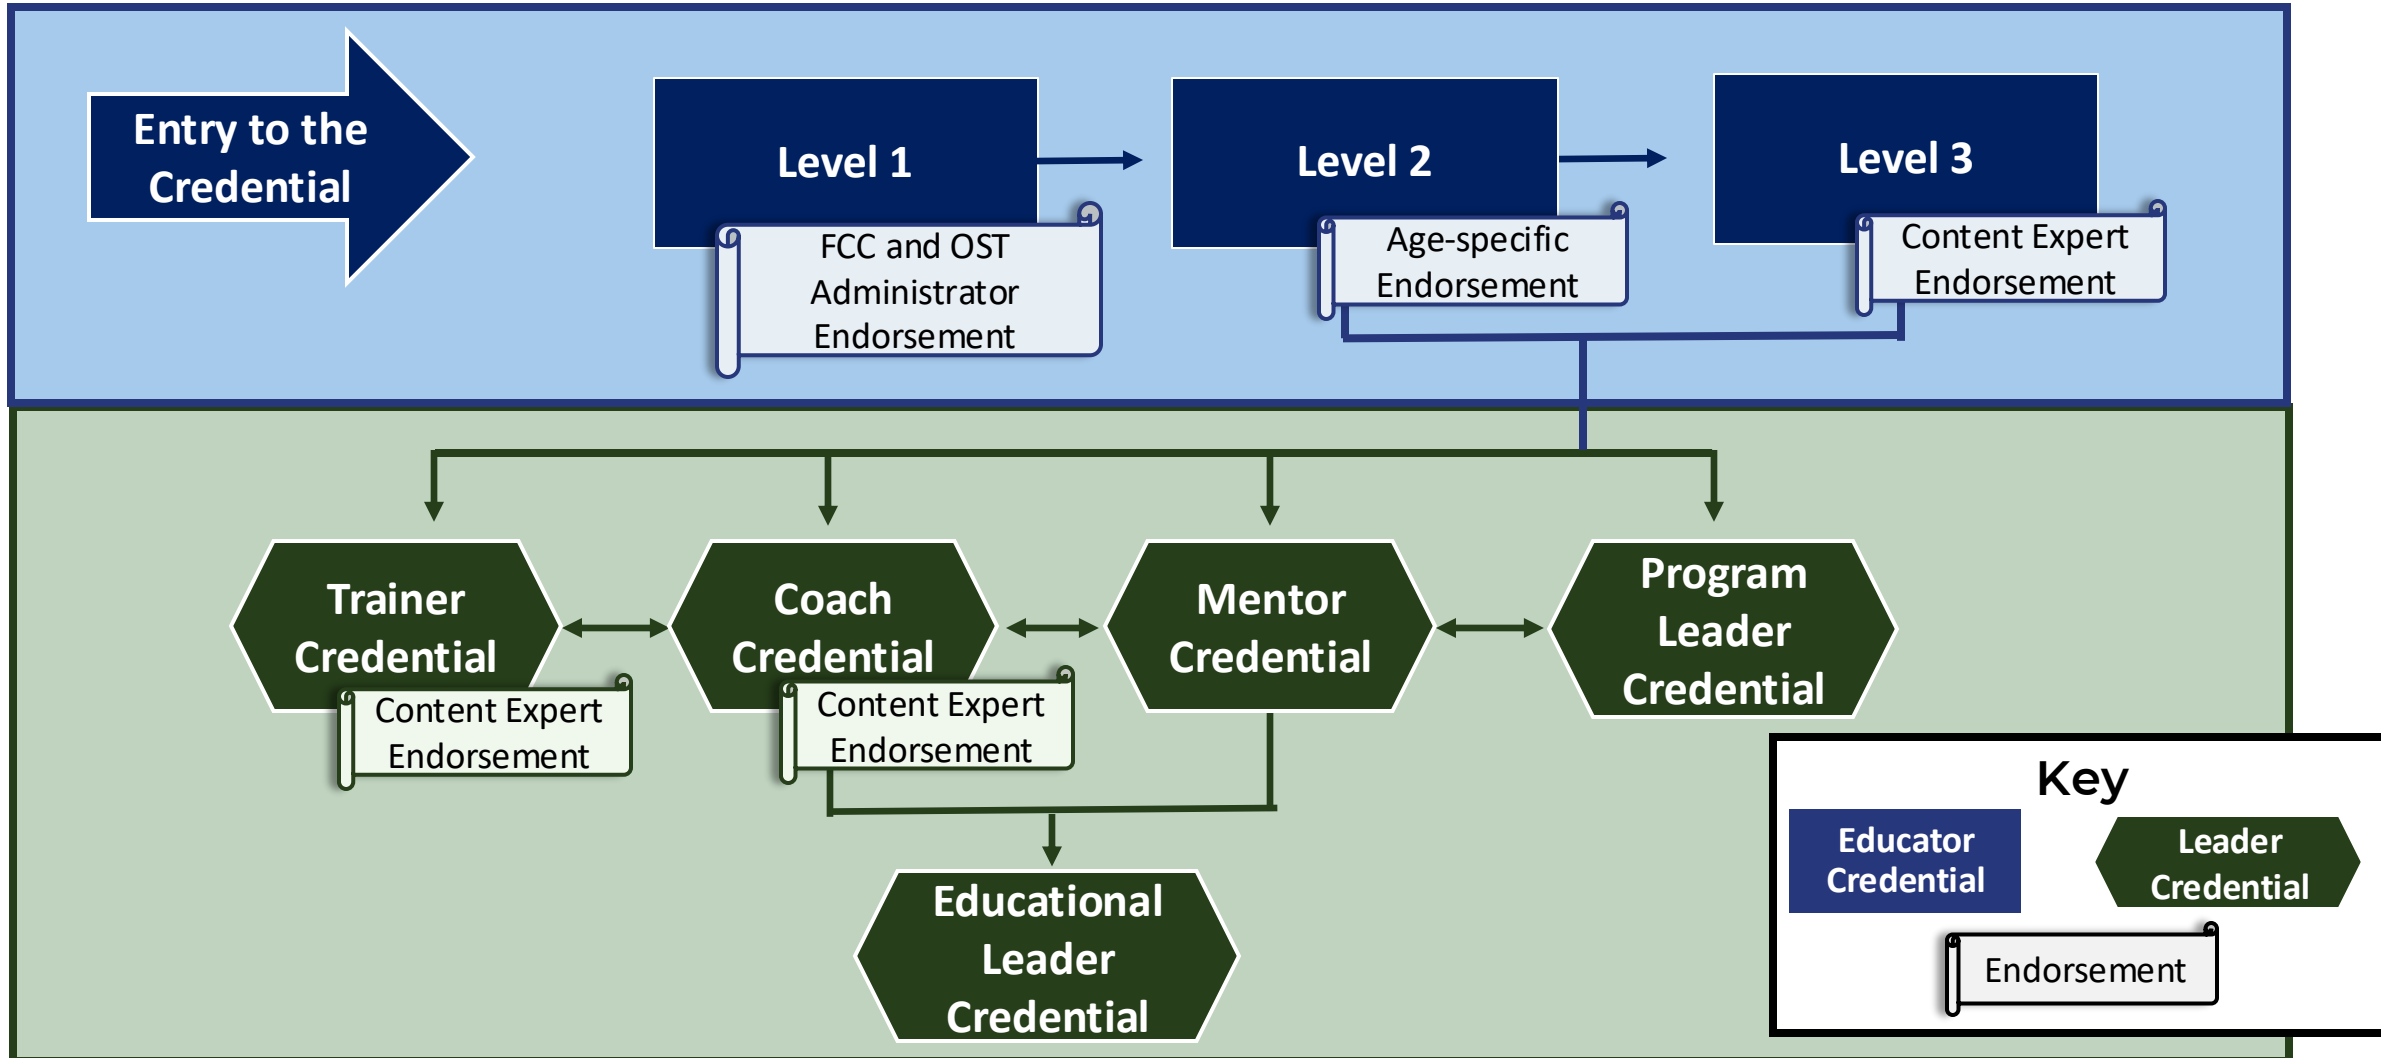 Entry to the
Credential
Level 1
Level 2
Level 3
FCC and OST
Administrator
Endorsement
Age-specific
Endorsement
Content Expert
Endorsement
Trainer
Credential
Coach
Credential
Mentor
Credential
Program
Leader
Credential
Content Expert
Endorsement
Content Expert
Endorsement
Educational
Leader
Credential
Key
Educator
Credential
Leader
Credential
Endorsement